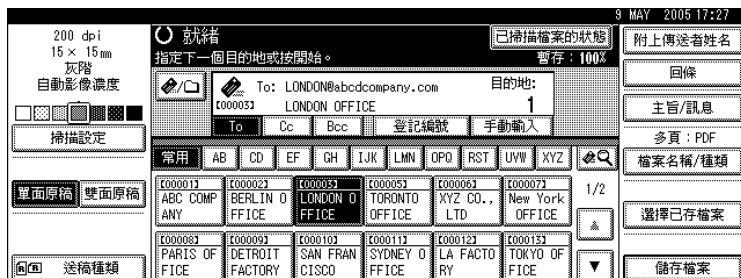 9 MAY 2005 17:27
200 dpi
15 × 15 mm
灰階
自動影像濃度
掃描設定
單面原稿 雙面原稿
送稿種類
就緒
已掃描檔案的狀態
指定下一個目的地或按開始。
暫存:100%
To: LONDON@abcdcompany.com
目的地:
[00003] LONDON OFFICE
1
To Cc Bcc 登記編號 手動輸入
常用 AB CD EF GH IJK LMN OPQ RST UVW XYZ
[00001] [00002] [00003] [00005] [00006] [00007]
ABC COMP BERLIN O LONDON O TORONTO XYZ CO., New York
ANY FFICE FFICE OFFICE LTD OFFICE
1/2
[00008] [00009] [00010] [00011] [00012] [00013]
PARIS OF DETROIT SAN FRAN SYDNEY O LA FACTO TOKYO OF
FICE FACTORY CISCO FFICE RY FICE
附上傳送者姓名
回條
主旨/訊息
多頁:PDF
檔案名稱/種類
選擇已存檔案
儲存檔案